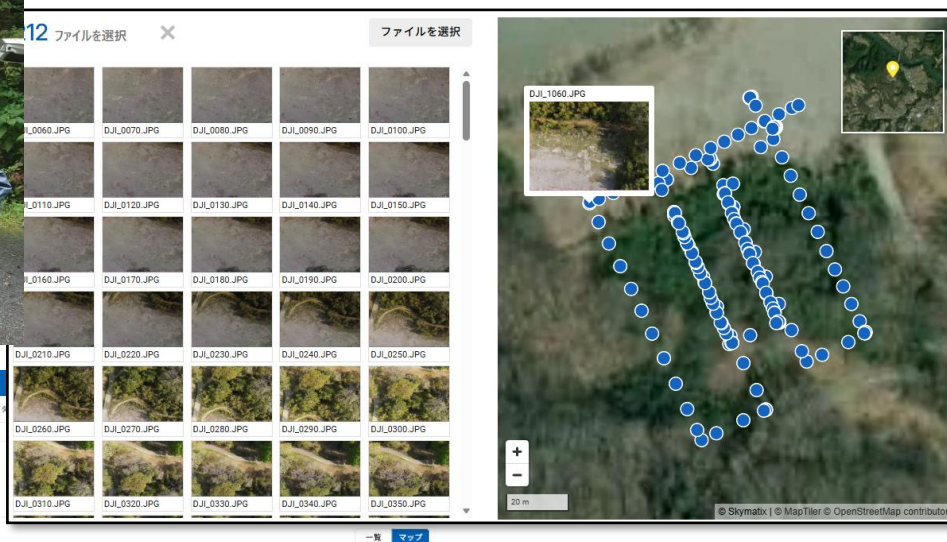 12 ファイルを選択 ×
ファイルを選択
DJI_0060.JPG DJI_0070.JPG DJI_0080.JPG DJI_0090.JPG DJI_0100.JPG
DJI_0110.JPG DJI_0120.JPG DJI_0130.JPG DJI_0140.JPG DJI_0150.JPG
DJI_0160.JPG DJI_0170.JPG DJI_0180.JPG DJI_0190.JPG DJI_0200.JPG
DJI_0210.JPG DJI_0220.JPG DJI_0230.JPG DJI_0240.JPG DJI_0250.JPG
DJI_0260.JPG DJI_0270.JPG DJI_0280.JPG DJI_0290.JPG DJI_0300.JPG
DJI_0310.JPG DJI_0320.JPG DJI_0330.JPG DJI_0340.JPG DJI_0350.JPG
DJI_1060.JPG
+
−
20 m
© Skymatix | © MapTiler © OpenStreetMap contributor
一覧 マップ